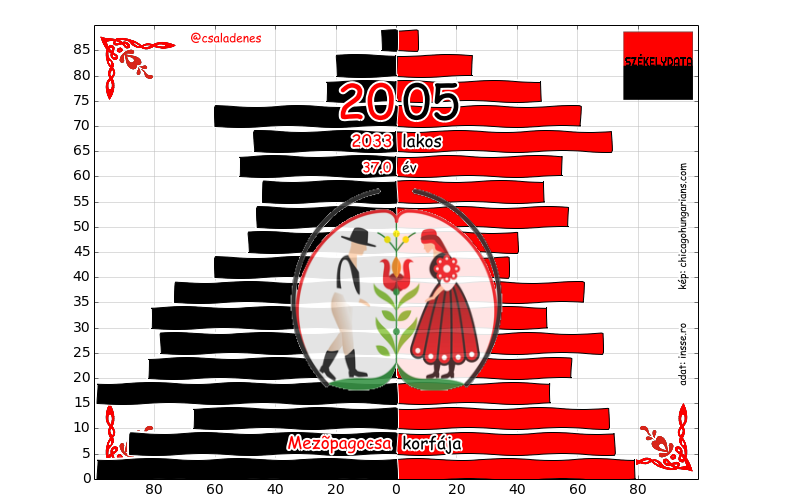 @csaladenes
SZÉKELYDATA
2005
2033 lakos
37.0 év
kép: chicagohungarians.com
adat: insse.ro
Mezõpagocsa korfája
85
80
75
70
65
60
55
50
45
40
35
30
25
20
15
10
5
0
80 60 40 20 0 20 40 60 80